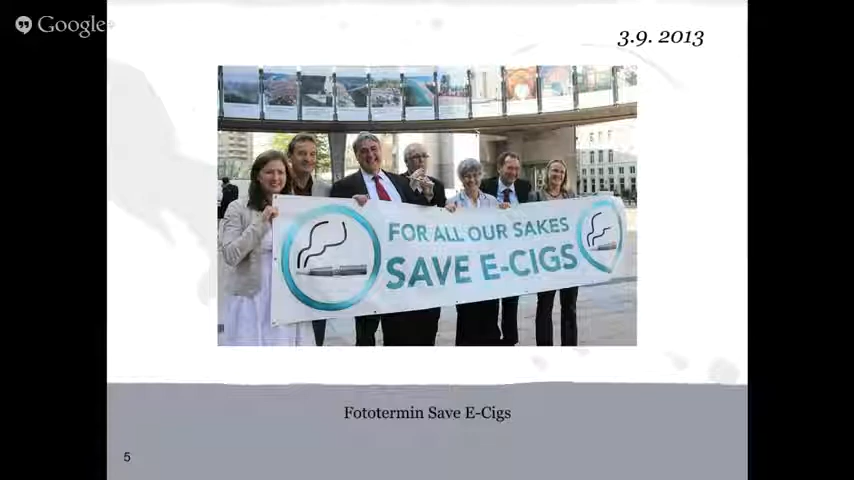 Google+
3.9. 2013
FOR ALL OUR SAKES
SAVE E-CIGS
Fototermin Save E-Cigs
5